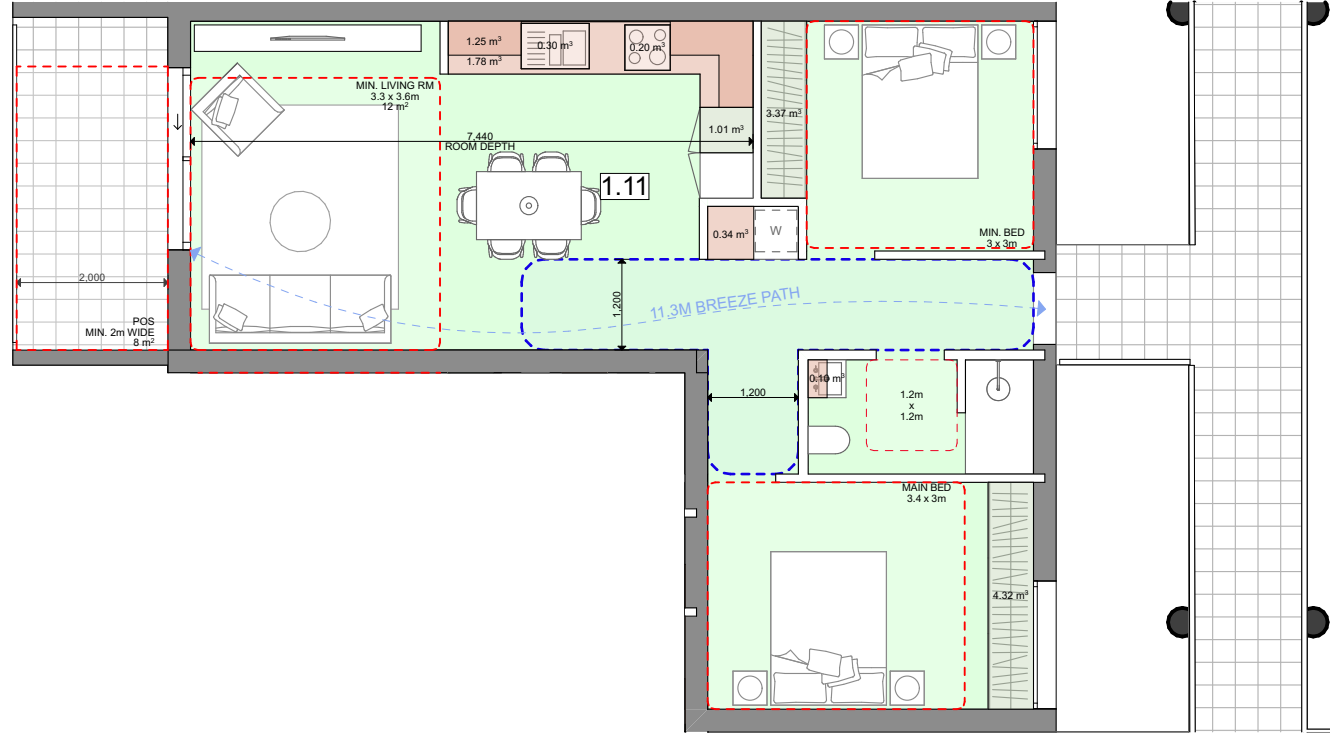 1.25 m³
1.78 m³
0.30 m³
0.20 m³
MIN. LIVING RM
3.3 x 3.6m
12 m²
1.01 m³
3.37 m³
7,440
ROOM DEPTH
1.11
0.34 m³
W
MIN. BED
3 x 3m
2,000
1,200
11.3M BREEZE PATH
POS
MIN. 2m WIDE
8 m²
1,200
0.10 m³
1.2m
x
1.2m
MAIN BED
3.4 x 3m
4.32 m³